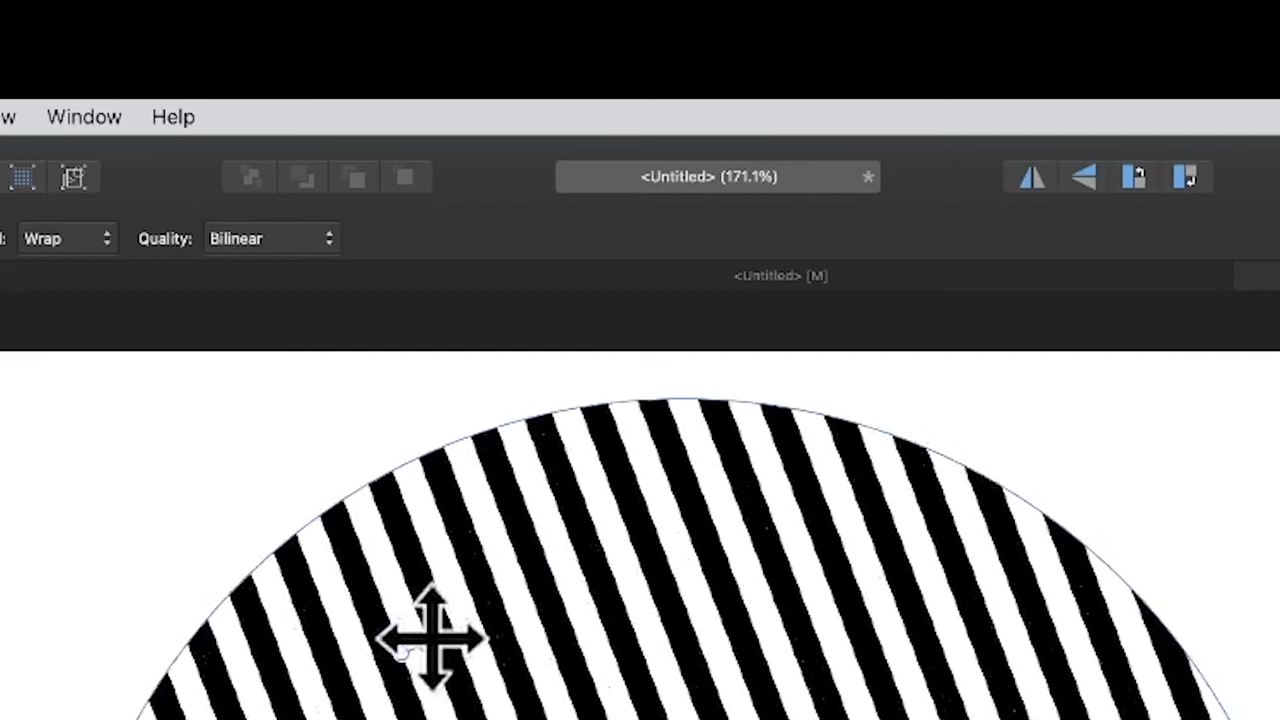 w Window Help
<Untitled> (171.1%) *
Wrap Quality: Bilinear
<Untitled> [M]